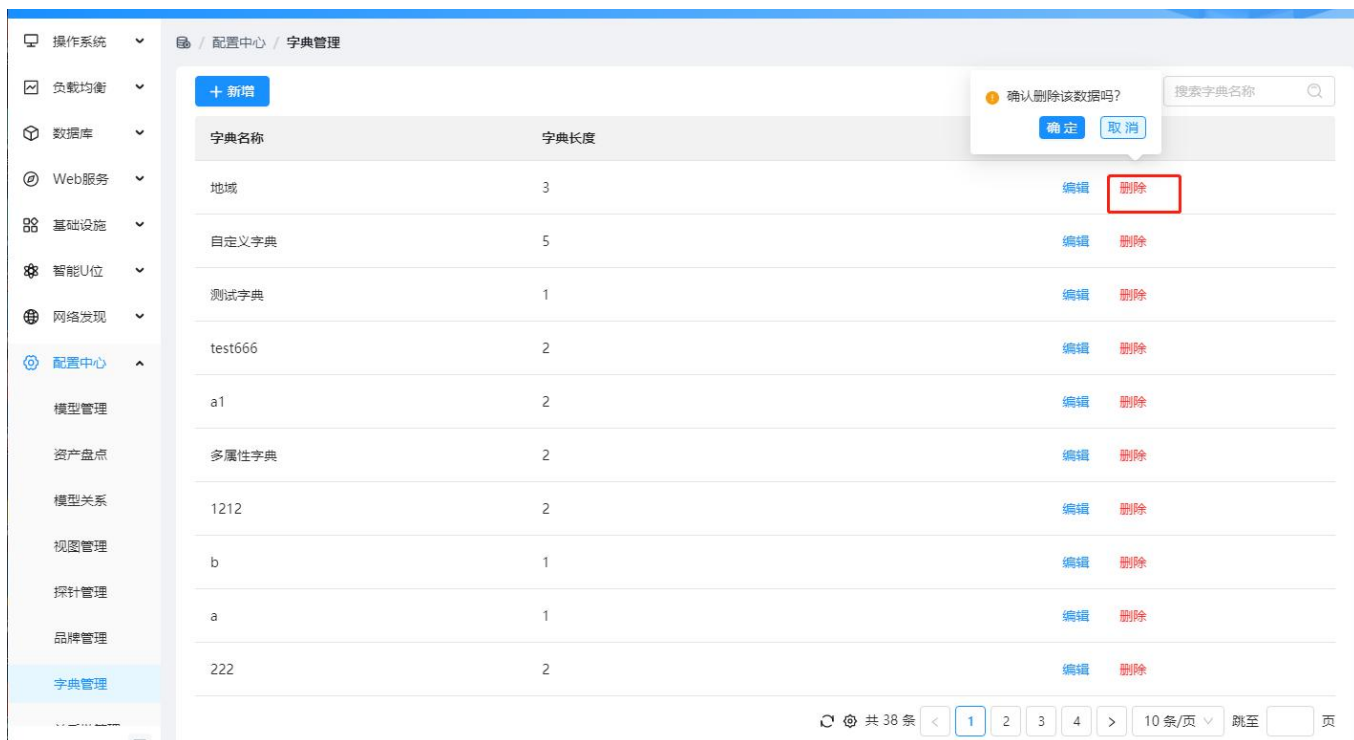 操作系统
负载均衡
数据库
Web服务
基础设施
智能U位
网络发现
配置中心
模型管理
资产盘点
模型关系
视图管理
探针管理
品牌管理
字典管理
/ 配置中心 / 字典管理
+ 新增
确认删除该数据吗?
确 定 取 消
搜索字典名称
字典名称 字典长度
地域 3 编辑 删除
自定义字典 5 编辑 删除
测试字典 1 编辑 删除
test666 2 编辑 删除
a1 2 编辑 删除
多属性字典 2 编辑 删除
1212 2 编辑 删除
b 1 编辑 删除
a 1 编辑 删除
222 2 编辑 删除
共 38 条 < 1 2 3 4 > 10 条/页 跳至 页